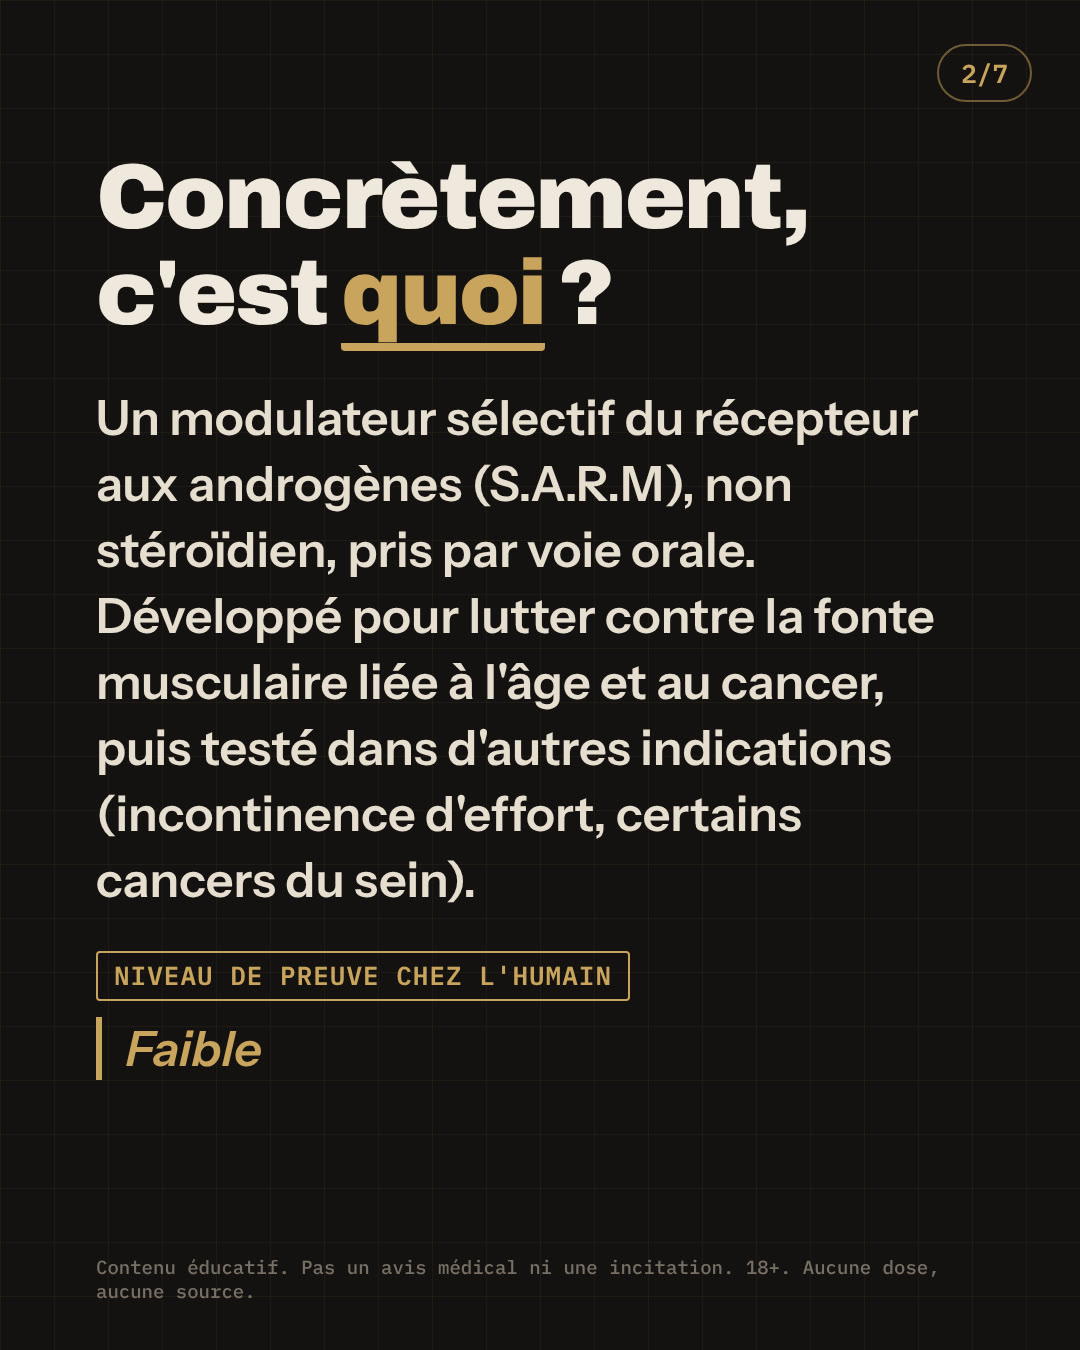 2/7
Concrètement,
c'est quoi ?
Un modulateur sélectif du récepteur
aux androgènes (S.A.R.M), non
stéroïdien, pris par voie orale.
Développé pour lutter contre la fonte
musculaire liée à l'âge et au cancer,
puis testé dans d'autres indications
(incontinence d'effort, certains
cancers du sein).
NIVEAU DE PREUVE CHEZ L'HUMAIN
Faible
Contenu éducatif. Pas un avis médical ni une incitation. 18+. Aucune dose,
aucune source.